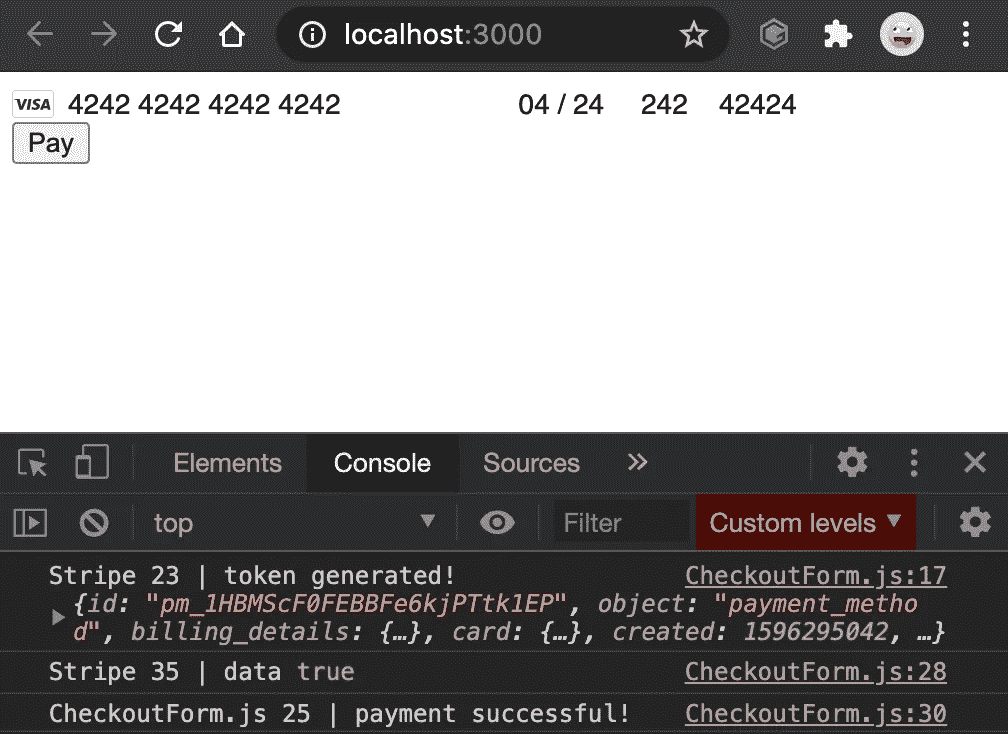 localhost:3000
VISA 4242 4242 4242 4242 04 / 24 242 42424
Pay
Elements Console Sources »
top Filter Custom levels ▼
Stripe 23 | token generated! CheckoutForm.js:17
{id: "pm_1HBMScF0FEBBFe6kjPTtk1EP", object: "payment_metho
d", billing_details: {…}, card: {…}, created: 1596295042, …}
Stripe 35 | data true CheckoutForm.js:28
CheckoutForm.js 25 | payment successful! CheckoutForm.js:30